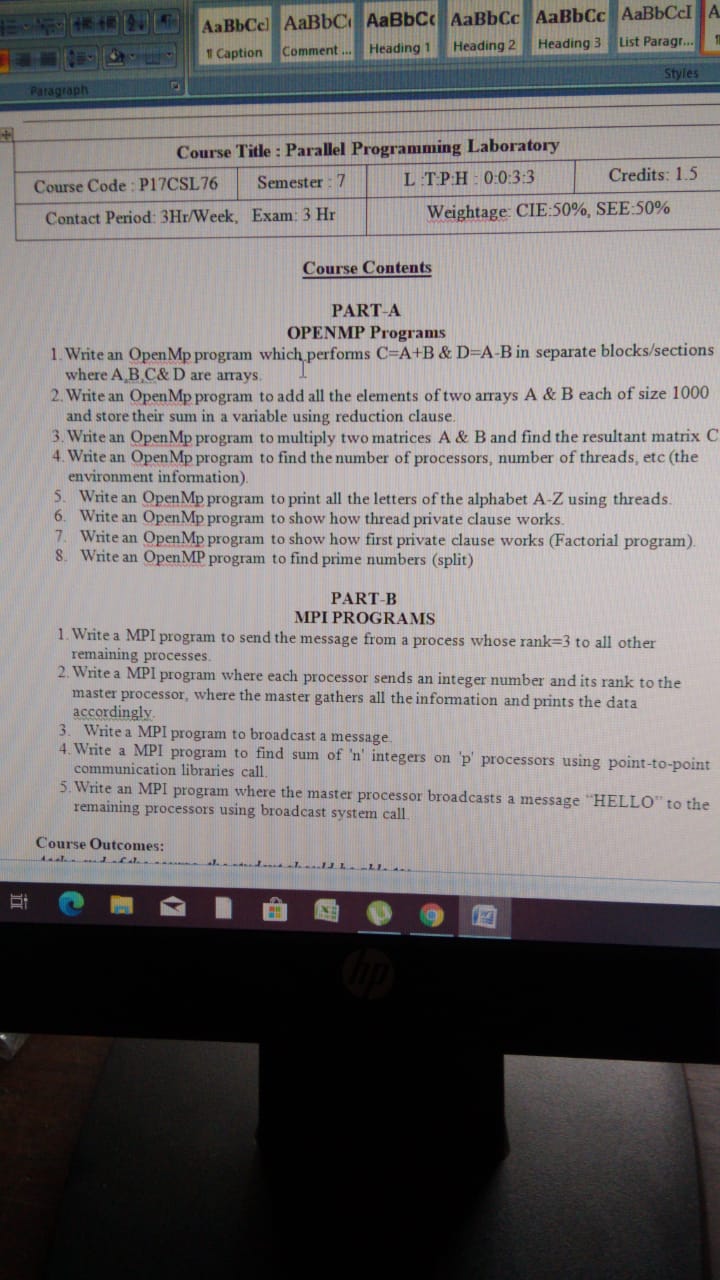 AaBbCcl AaBbC AaBbCc AaBbCc AaBbCc AaBbCcI A
¶ Caption Comment ... Heading 1 Heading 2 Heading 3 List Paragr...
Paragraph Styles
Course Title : Parallel Programming Laboratory
Course Code : P17CSL76 Semester : 7 L :T:P:H : 0:0:3:3 Credits: 1.5
Contact Period: 3Hr/Week, Exam: 3 Hr Weightage: CIE:50%, SEE:50%
Course Contents
PART-A
OPENMP Programs
1. Write an OpenMp program which performs C=A+B & D=A-B in separate blocks/sections
where A,B,C& D are arrays.
2. Write an OpenMp program to add all the elements of two arrays A & B each of size 1000
and store their sum in a variable using reduction clause.
3. Write an OpenMp program to multiply two matrices A & B and find the resultant matrix C
4. Write an OpenMp program to find the number of processors, number of threads, etc (the
environment information).
5. Write an OpenMp program to print all the letters of the alphabet A-Z using threads.
6. Write an OpenMp program to show how thread private clause works.
7. Write an OpenMp program to show how first private clause works (Factorial program).
8. Write an OpenMP program to find prime numbers (split)
PART-B
MPI PROGRAMS
1. Write a MPI program to send the message from a process whose rank=3 to all other
remaining processes.
2. Write a MPI program where each processor sends an integer number and its rank to the
master processor, where the master gathers all the information and prints the data
accordingly.
3. Write a MPI program to broadcast a message.
4. Write a MPI program to find sum of 'n' integers on 'p' processors using point-to-point
communication libraries call.
5. Write an MPI program where the master processor broadcasts a message "HELLO" to the
remaining processors using broadcast system call.
Course Outcomes:
hp